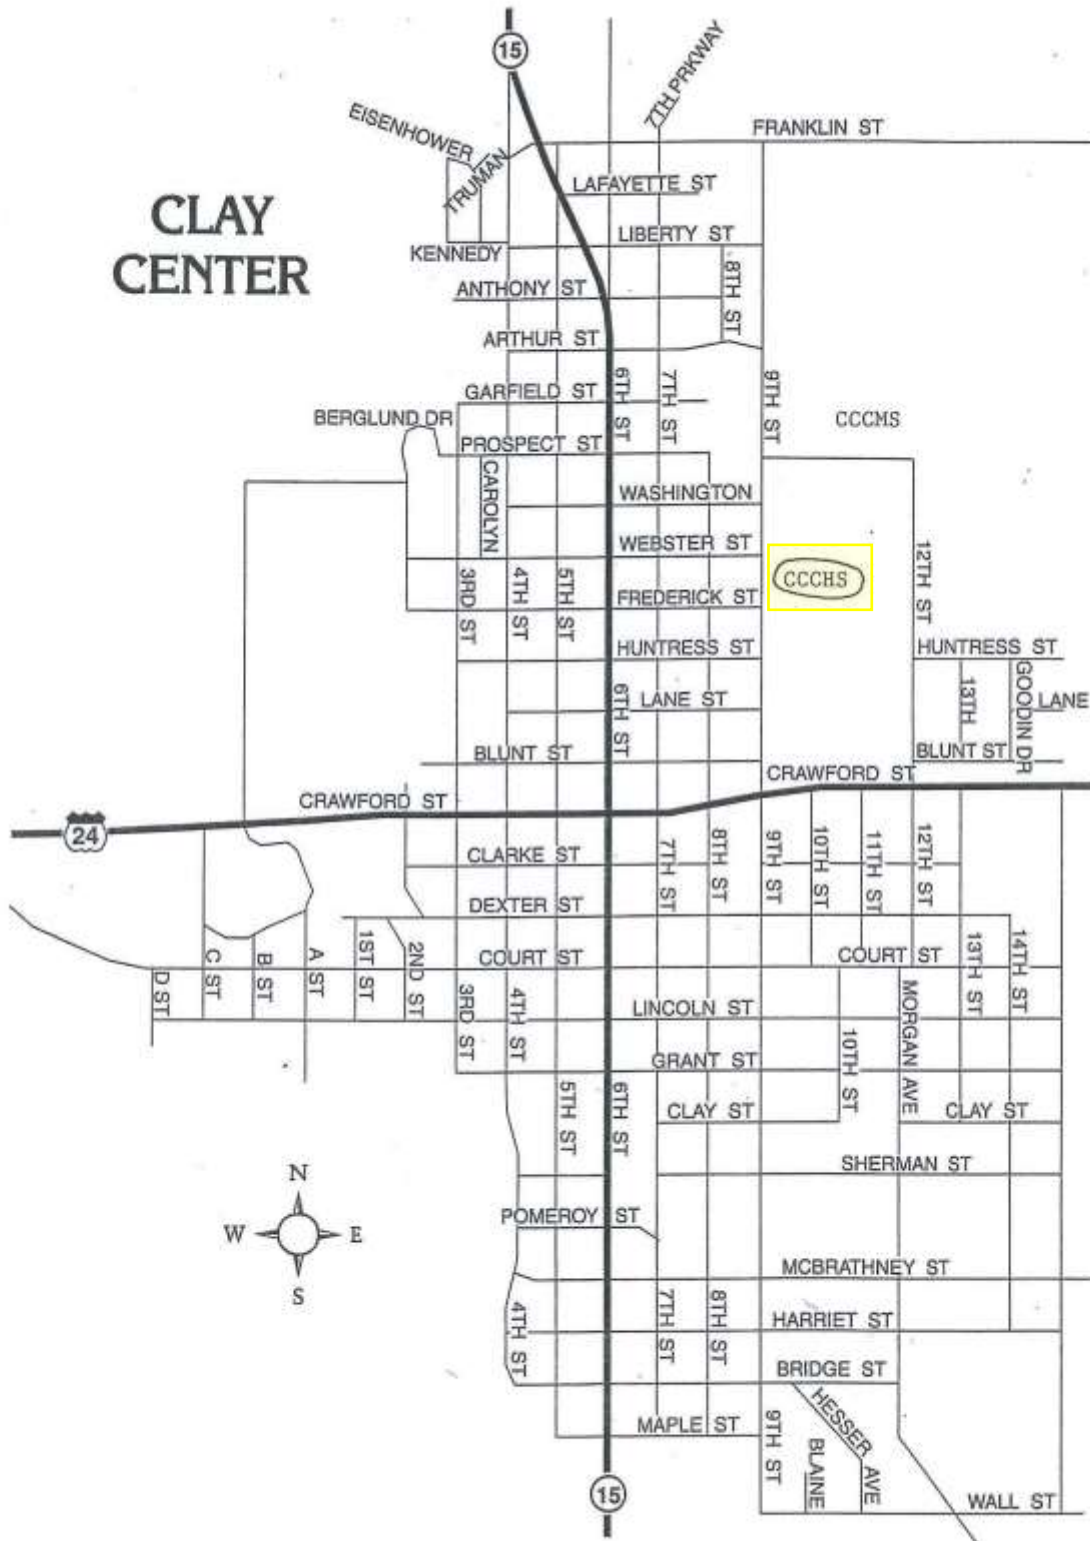 15
7TH PRKWAY
EISENHOWER
FRANKLIN ST
TRUMAN
LAFAYETTE ST
CLAY
CENTER
LIBERTY ST
KENNEDY
8TH ST
ANTHONY ST
ARTHUR ST
6TH ST
7TH ST
9TH ST
GARFIELD ST
BERGLUND DR
CCCMS
PROSPECT ST
CAROLYN
WASHINGTON
WEBSTER ST
12TH ST
3RD ST
4TH ST
5TH ST
CCCHS
FREDERICK ST
HUNTRESS ST
HUNTRESS ST
GOODIN DR
13TH
6TH ST
LANE ST
LANE
BLUNT ST
BLUNT ST
CRAWFORD ST
CRAWFORD ST
24
7TH ST
8TH ST
9TH ST
10TH ST
11TH ST
12TH ST
CLARKE ST
DEXTER ST
D ST
C ST
B ST
A ST
1ST ST
2ND ST
COURT ST
COURT ST
13TH ST
14TH ST
3RD ST
4TH ST
LINCOLN ST
MORGAN AVE
10TH ST
GRANT ST
5TH ST
6TH ST
CLAY ST
CLAY ST
SHERMAN ST
N
W E
S
POMEROY ST
MCBRATHNEY ST
4TH ST
7TH ST
8TH ST
HARRIET ST
BRIDGE ST
HESSER AVE
MAPLE ST
9TH ST
BLAINE
15
WALL ST